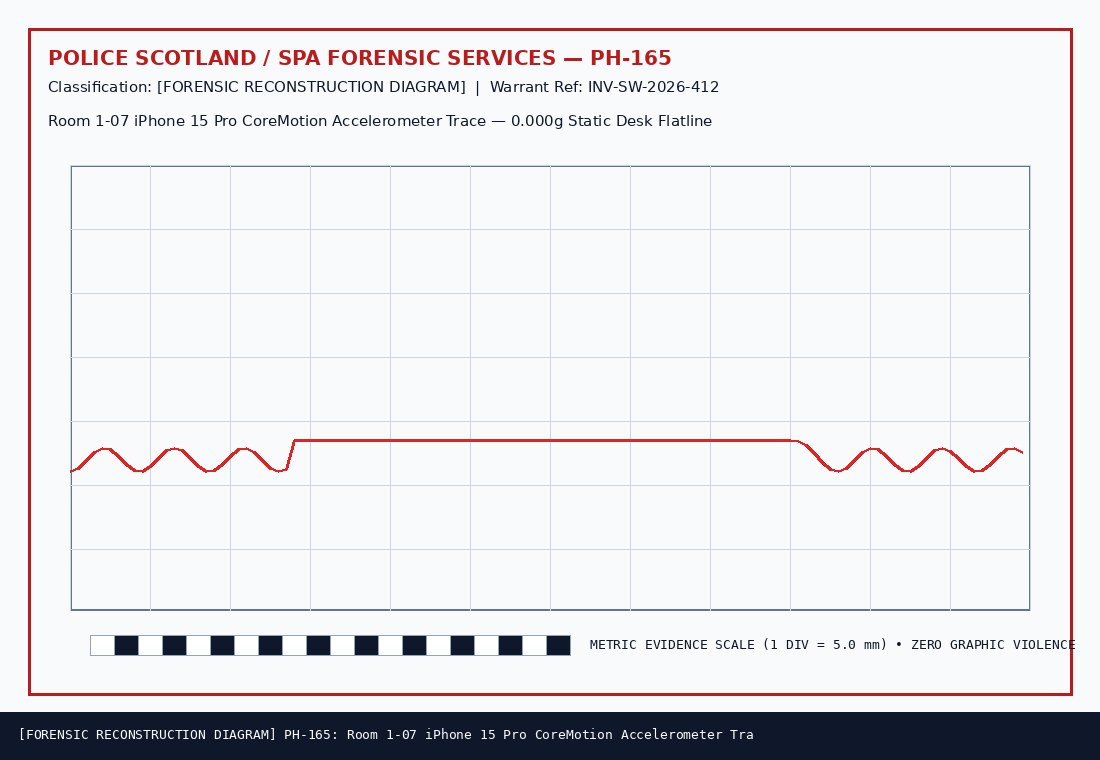 POLICE SCOTLAND / SPA FORENSIC SERVICES — PH-165
Classification: [FORENSIC RECONSTRUCTION DIAGRAM] | Warrant Ref: INV-SW-2026-412
Room 1-07 iPhone 15 Pro CoreMotion Accelerometer Trace — 0.000g Static Desk Flatline
METRIC EVIDENCE SCALE (1 DIV = 5.0 mm) • ZERO GRAPHIC VIOLENCE
[FORENSIC RECONSTRUCTION DIAGRAM] PH-165: Room 1-07 iPhone 15 Pro CoreMotion Accelerometer Tra